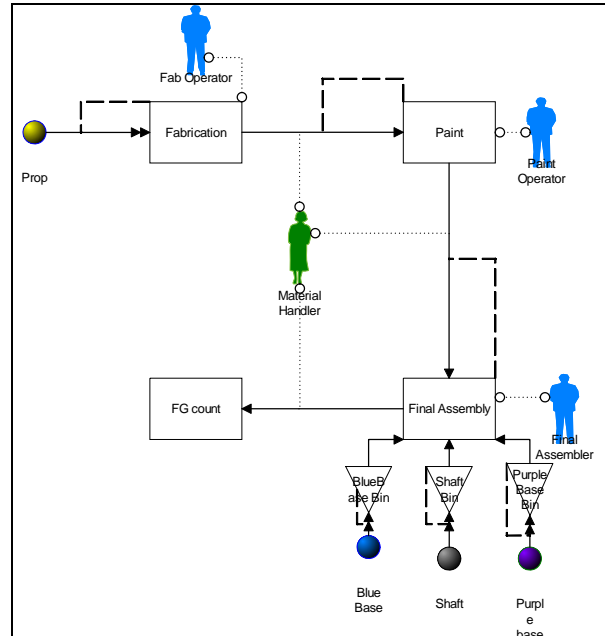 Fab Operator
Fabrication
Paint
Prop
Paint
Operator
Material
Handler
FG count
Final Assembly
Final
Assembler
BlueB
ase Bin
Shaft
Bin
Purple
Base
Bin
Blue
Base
Shaft
Purpl
e
base